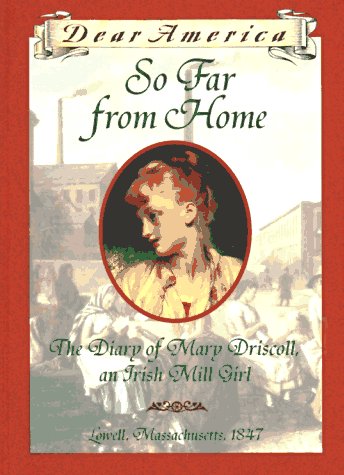 Dear America
So Far
from Home
The Diary of Mary Driscoll,
an Irish Mill Girl
Lowell, Massachusetts, 1847